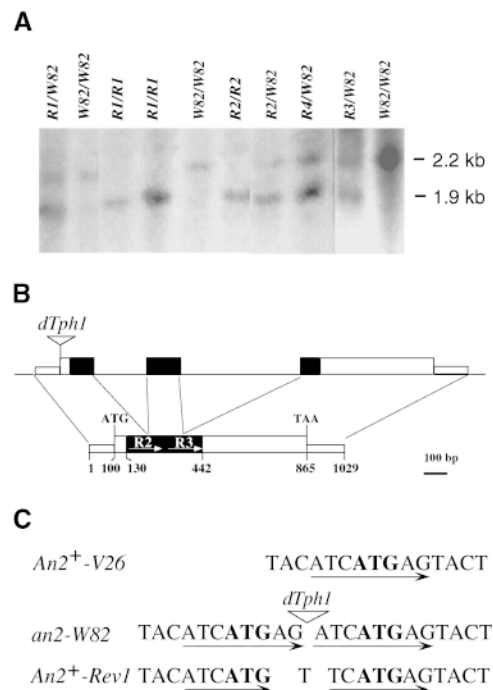 A
R1/W82 W82/W82 R1/R1 R1/R1 W82/W82 R2/R2 R2/W82 R4/W82 R3/W82 W82/W82
– 2.2 kb
– 1.9 kb
B
dTph1
ATG TAA
R2 R3
1 100 130 442 865 1029
100 bp
C
An2+-V26 TACATCATGAGTACT
dTph1
an2-W82 TACATCATGAG ATCATGAGTACT
An2+-Rev1 TACATCATG T TCATGAGTACT